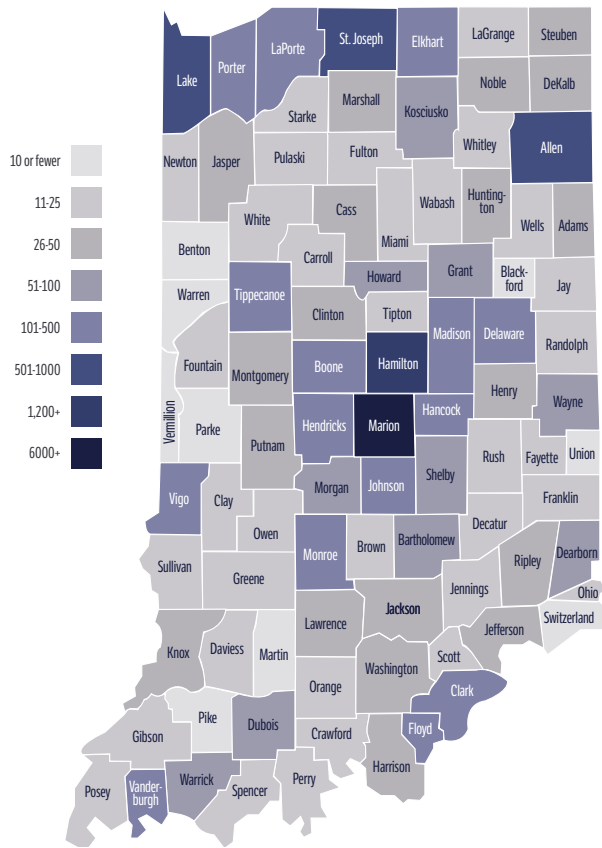 St. Joseph
LaPorte
Elkhart
LaGrange
Steuben
Porter
Lake
Noble
DeKalb
Marshall
Kosciusko
Starke
Whitley
Allen
10 or fewer
11-25
26-50
51-100
101-500
501-1000
1,200+
6000+
Newton
Jasper
Pulaski
Fulton
Wabash
Hunting-
ton
Wells
Adams
White
Cass
Miami
Benton
Carroll
Howard
Grant
Black-
ford
Jay
Warren
Tippecanoe
Clinton
Tipton
Madison
Delaware
Randolph
Fountain
Montgomery
Boone
Hamilton
Henry
Wayne
Vermillion
Parke
Putnam
Hendricks
Marion
Hancock
Rush
Fayette
Union
Shelby
Vigo
Clay
Morgan
Johnson
Franklin
Owen
Decatur
Sullivan
Greene
Monroe
Brown
Bartholomew
Ripley
Dearborn
Jennings
Ohio
Jackson
Switzerland
Lawrence
Jefferson
Knox
Daviess
Martin
Scott
Washington
Orange
Clark
Pike
Dubois
Floyd
Gibson
Crawford
Harrison
Posey
Vander-
burgh
Warrick
Spencer
Perry